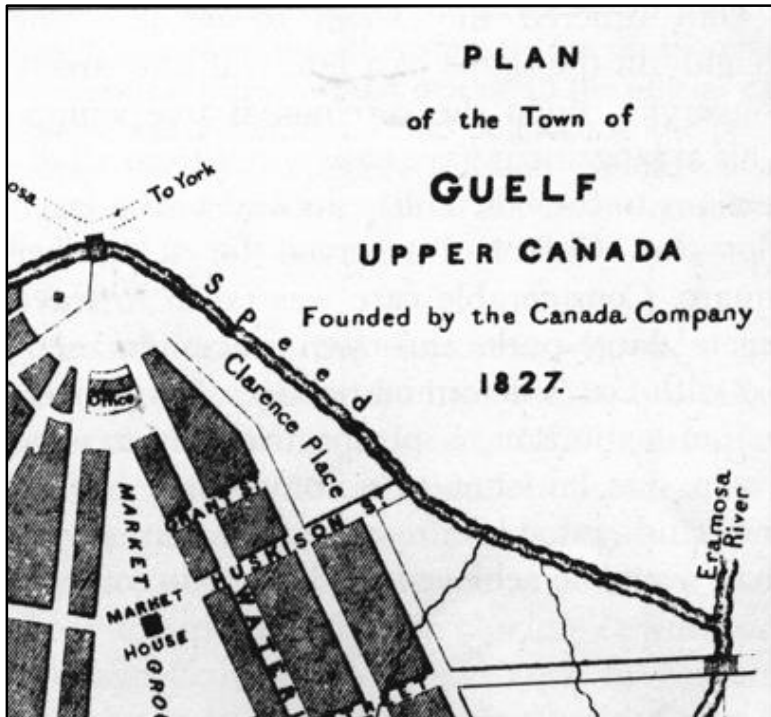 PLAN
of the Town of
GUELF
UPPER CANADA
Founded by the Canada Company
1827.
To York
Speed
Clarence Place
Office
HUSKISSON ST.
MARKET
MARKET
HOUSE
Eramosa
River